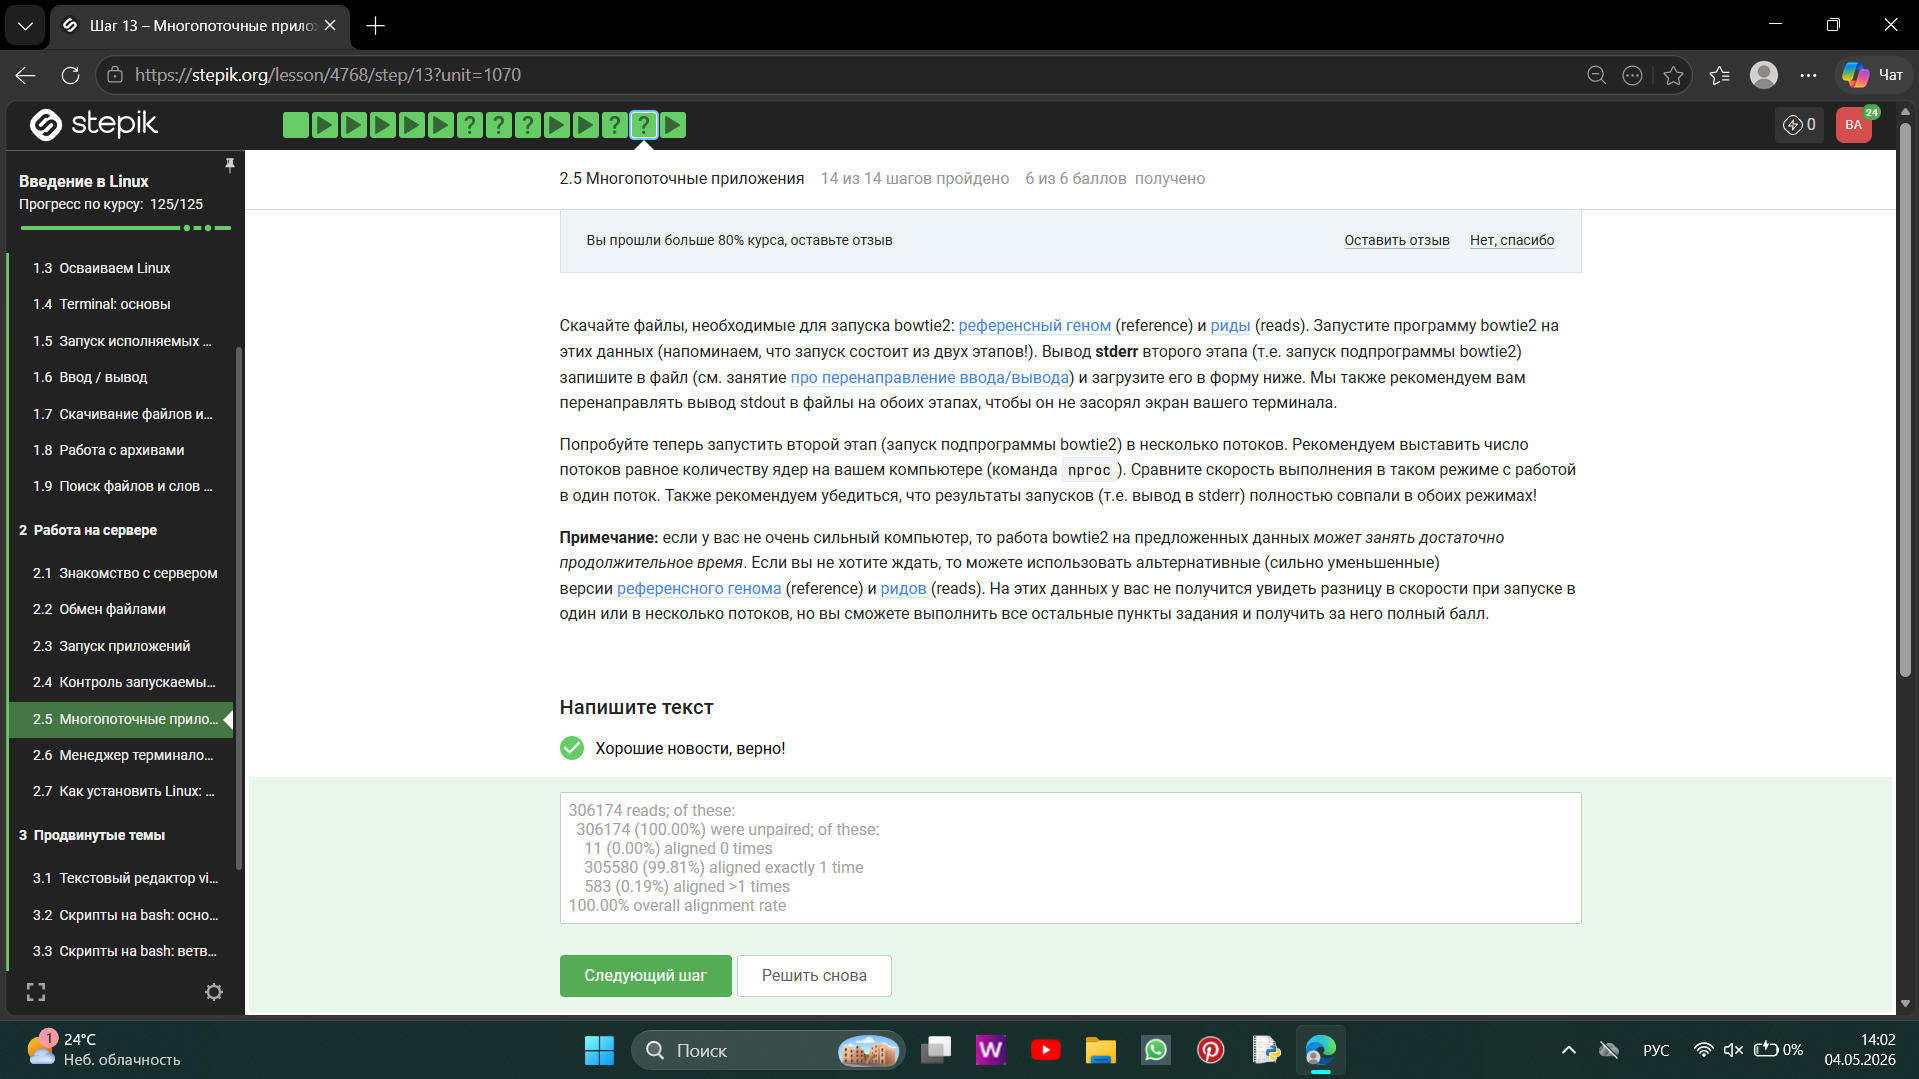 Шаг 13 – Многопоточные прило
https://stepik.org/lesson/4768/step/13?unit=1070
Чат
stepik
? ? ? ? ?
0
ВА
24
Введение в Linux
Прогресс по курсу: 125/125
1.3 Осваиваем Linux
1.4 Terminal: основы
1.5 Запуск исполняемых ...
1.6 Ввод / вывод
1.7 Скачивание файлов и...
1.8 Работа с архивами
1.9 Поиск файлов и слов ...
2 Работа на сервере
2.1 Знакомство с сервером
2.2 Обмен файлами
2.3 Запуск приложений
2.4 Контроль запускаемы...
2.5 Многопоточные прило...
2.6 Менеджер терминало...
2.7 Как установить Linux: ...
3 Продвинутые темы
3.1 Текстовый редактор vi...
3.2 Скрипты на bash: осно...
3.3 Скрипты на bash: ветв...
2.5 Многопоточные приложения 14 из 14 шагов пройдено 6 из 6 баллов получено
Вы прошли больше 80% курса, оставьте отзыв Оставить отзыв Нет, спасибо
Скачайте файлы, необходимые для запуска bowtie2: референсный геном (reference) и риды (reads). Запустите программу bowtie2 на
этих данных (напоминаем, что запуск состоит из двух этапов!). Вывод stderr второго этапа (т.е. запуск подпрограммы bowtie2)
запишите в файл (см. занятие про перенаправление ввода/вывода) и загрузите его в форму ниже. Мы также рекомендуем вам
перенаправлять вывод stdout в файлы на обоих этапах, чтобы он не засорял экран вашего терминала.
Попробуйте теперь запустить второй этап (запуск подпрограммы bowtie2) в несколько потоков. Рекомендуем выставить число
потоков равное количеству ядер на вашем компьютере (команда nproc ). Сравните скорость выполнения в таком режиме с работой
в один поток. Также рекомендуем убедиться, что результаты запусков (т.е. вывод в stderr) полностью совпали в обоих режимах!
Примечание: если у вас не очень сильный компьютер, то работа bowtie2 на предложенных данных может занять достаточно
продолжительное время. Если вы не хотите ждать, то можете использовать альтернативные (сильно уменьшенные)
версии референсного генома (reference) и ридов (reads). На этих данных у вас не получится увидеть разницу в скорости при запуске в
один или в несколько потоков, но вы сможете выполнить все остальные пункты задания и получить за него полный балл.
Напишите текст
Хорошие новости, верно!
306174 reads; of these:
306174 (100.00%) were unpaired; of these:
11 (0.00%) aligned 0 times
305580 (99.81%) aligned exactly 1 time
583 (0.19%) aligned >1 times
100.00% overall alignment rate
Следующий шаг Решить снова
1
24°C
Неб. облачность
Поиск
W
РУС
0%
14:02
04.05.2026